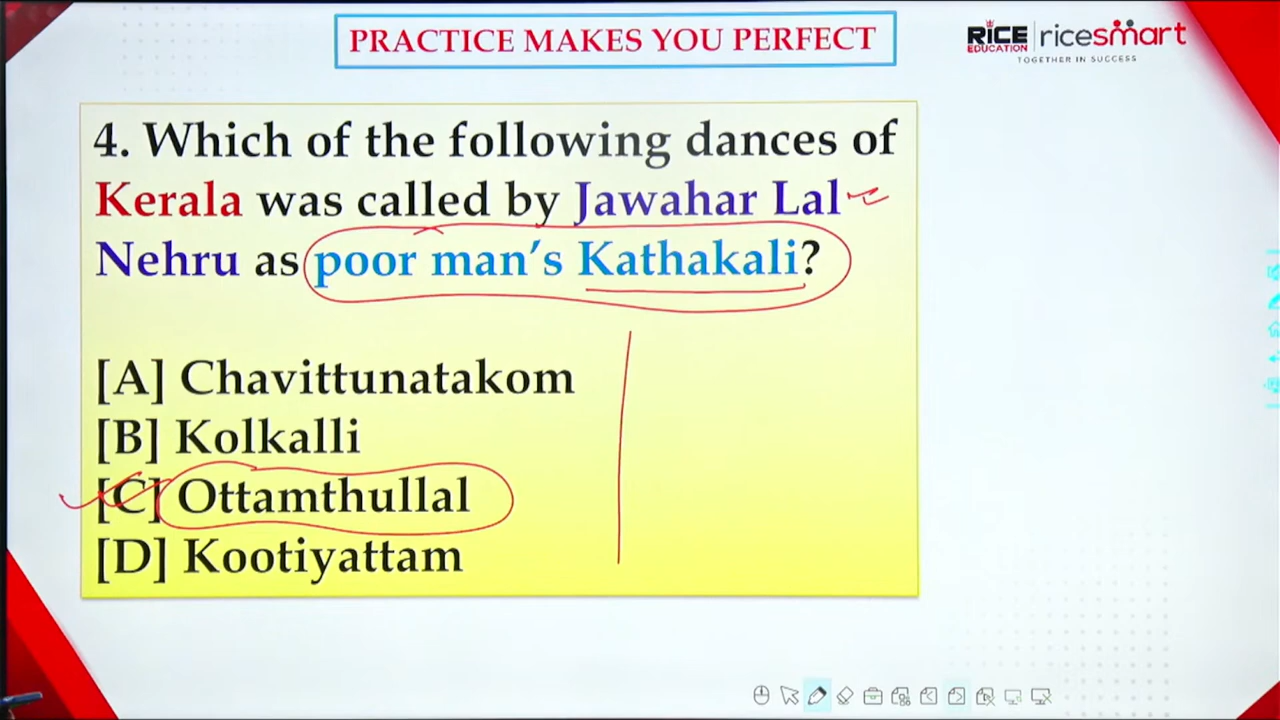 PRACTICE MAKES YOU PERFECT
RICE EDUCATION ricesmart
TOGETHER IN SUCCESS
4. Which of the following dances of
Kerala was called by Jawahar Lal
Nehru as poor man's Kathakali?
[A] Chavittunatakom
[B] Kolkalli
[C] Ottamthullal
[D] Kootiyattam